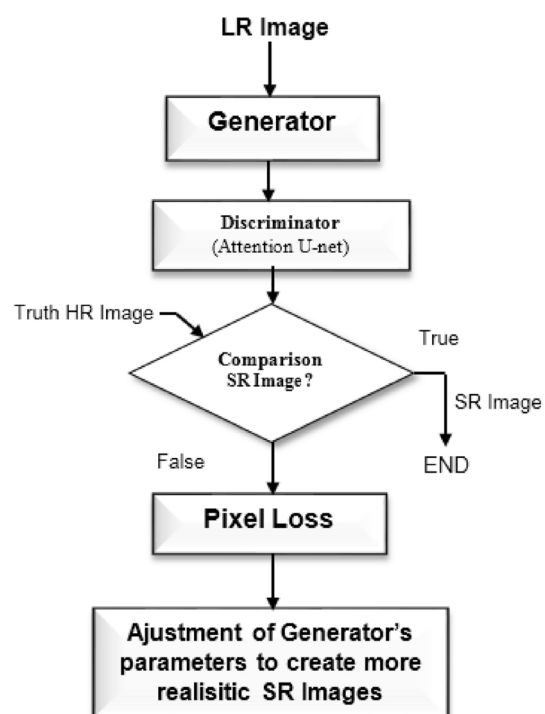 LR Image
Generator
Discriminator
(Attention U-net)
Truth HR Image
Comparison
SR Image?
True
SR Image
END
False
Pixel Loss
Ajustment of Generator's
parameters to create more
realisitic SR Images